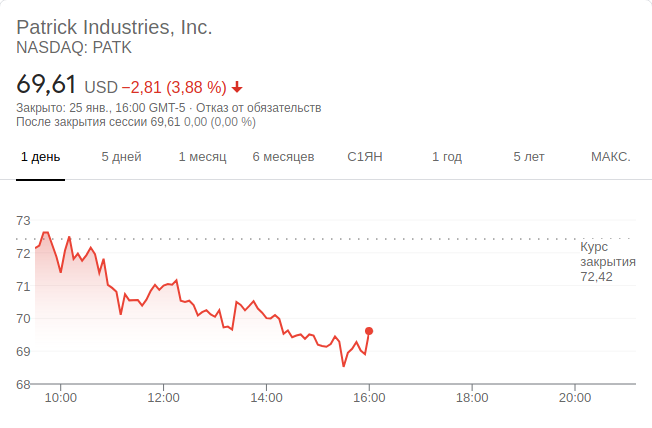 Patrick Industries, Inc.
NASDAQ: PATK
69,61 USD −2,81 (3,88 %)
Закрыто: 25 янв., 16:00 GMT-5 · Отказ от обязательств
После закрытия сессии 69,61 0,00 (0,00 %)
1 день 5 дней 1 месяц 6 месяцев С1ЯН 1 год 5 лет МАКС.
73
72
71
70
69
68
Курс
закрытия
72,42
10:00 12:00 14:00 16:00 18:00 20:00